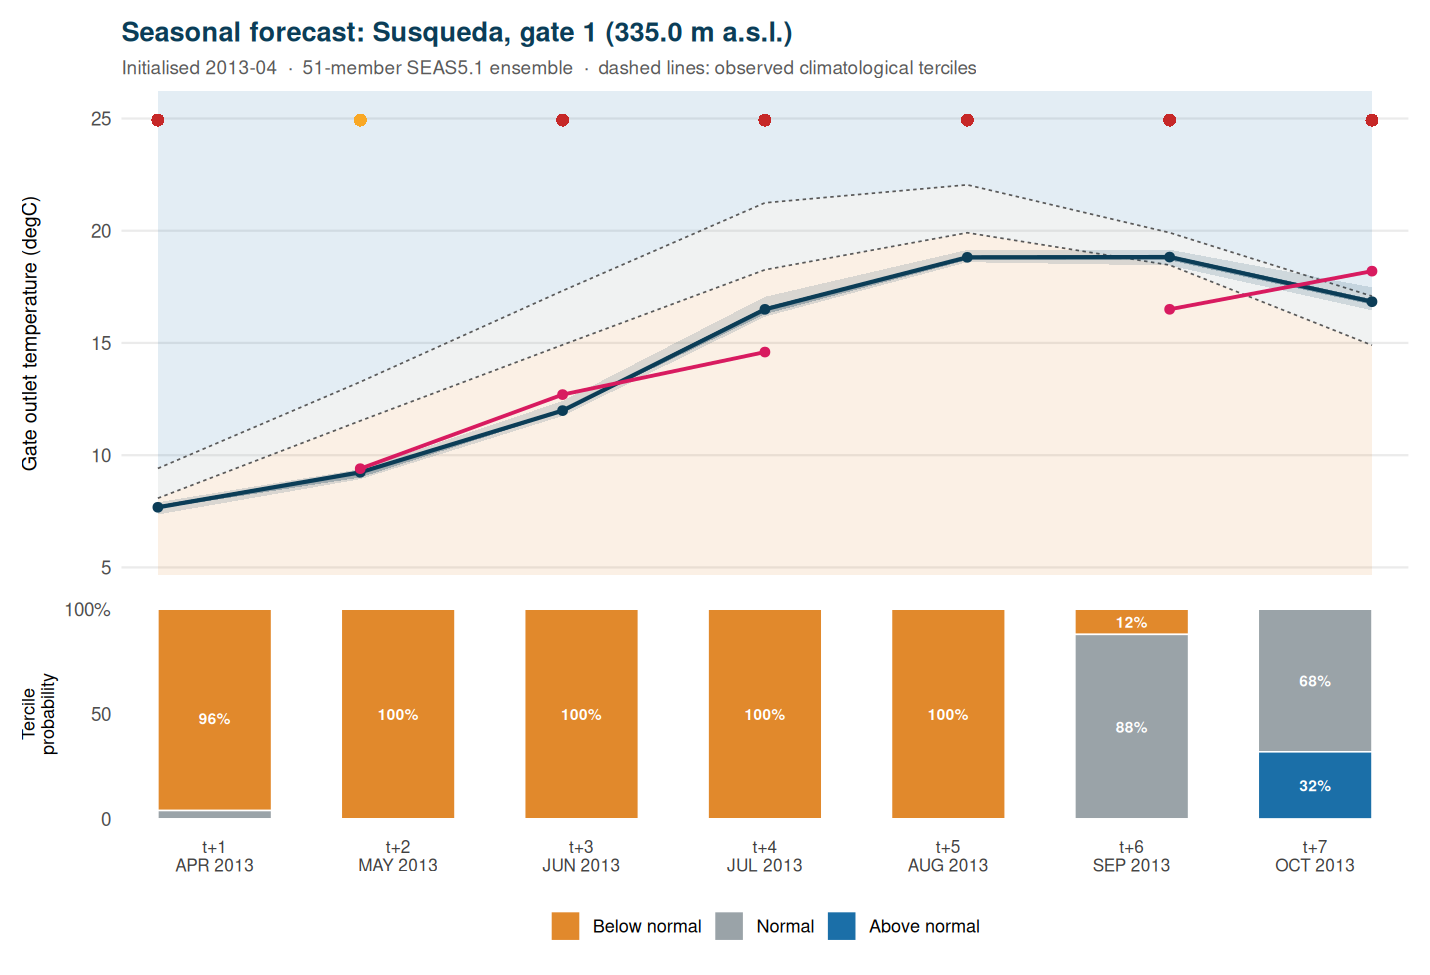 Seasonal forecast: Susqueda, gate 1 (335.0 m a.s.l.)
Initialised 2013-04 · 51-member SEAS5.1 ensemble · dashed lines: observed climatological terciles
Gate outlet temperature (degC)
25
20
15
10
5
Tercile
probability
100%
50
0
96%
100%
100%
100%
100%
12%
88%
68%
32%
t+1
APR 2013
t+2
MAY 2013
t+3
JUN 2013
t+4
JUL 2013
t+5
AUG 2013
t+6
SEP 2013
t+7
OCT 2013
Below normal
Normal
Above normal